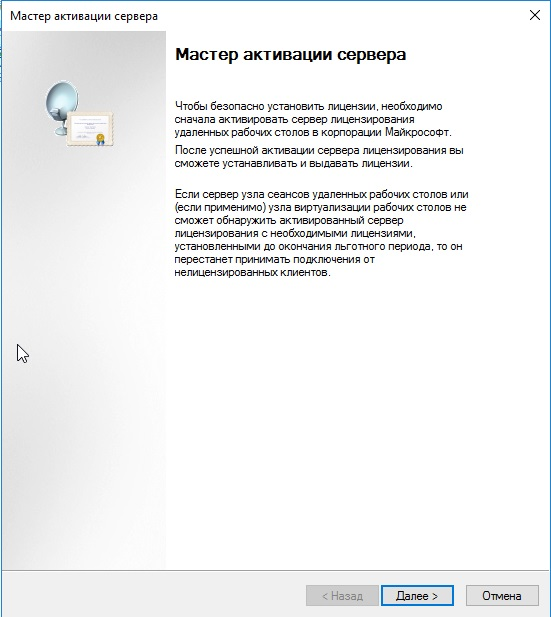 Мастер активации сервера
Мастер активации сервера
Чтобы безопасно установить лицензии, необходимо
сначала активировать сервер лицензирования
удаленных рабочих столов в корпорации Майкрософт.
После успешной активации сервера лицензирования вы
сможете устанавливать и выдавать лицензии.
Если сервер узла сеансов удаленных рабочих столов или
(если применимо) узла виртуализации рабочих столов не
сможет обнаружить активированный сервер
лицензирования с необходимыми лицензиями,
установленными до окончания льготного периода, то он
перестанет принимать подключения от
нелицензированных клиентов.
< Назад Далее > Отмена